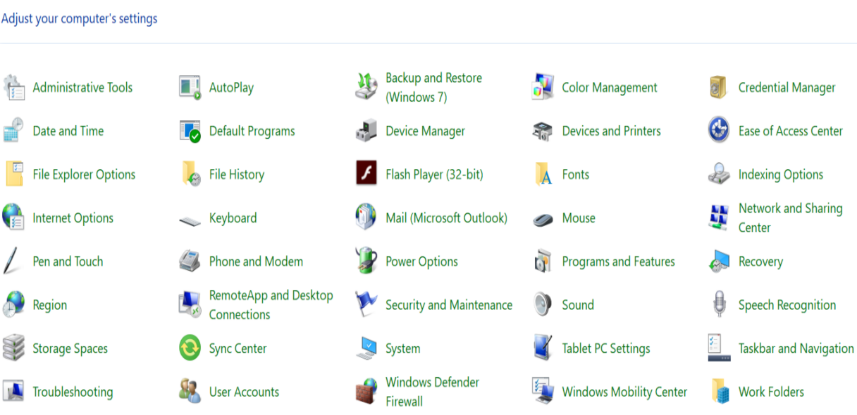 Adjust your computer's settings
Administrative Tools
AutoPlay
Backup and Restore
(Windows 7)
Color Management
Credential Manager
Date and Time
Default Programs
Device Manager
Devices and Printers
Ease of Access Center
File Explorer Options
File History
Flash Player (32-bit)
Fonts
Indexing Options
Internet Options
Keyboard
Mail (Microsoft Outlook)
Mouse
Network and Sharing
Center
Pen and Touch
Phone and Modem
Power Options
Programs and Features
Recovery
Region
RemoteApp and Desktop
Connections
Security and Maintenance
Sound
Speech Recognition
Storage Spaces
Sync Center
System
Tablet PC Settings
Taskbar and Navigation
Troubleshooting
User Accounts
Windows Defender
Firewall
Windows Mobility Center
Work Folders